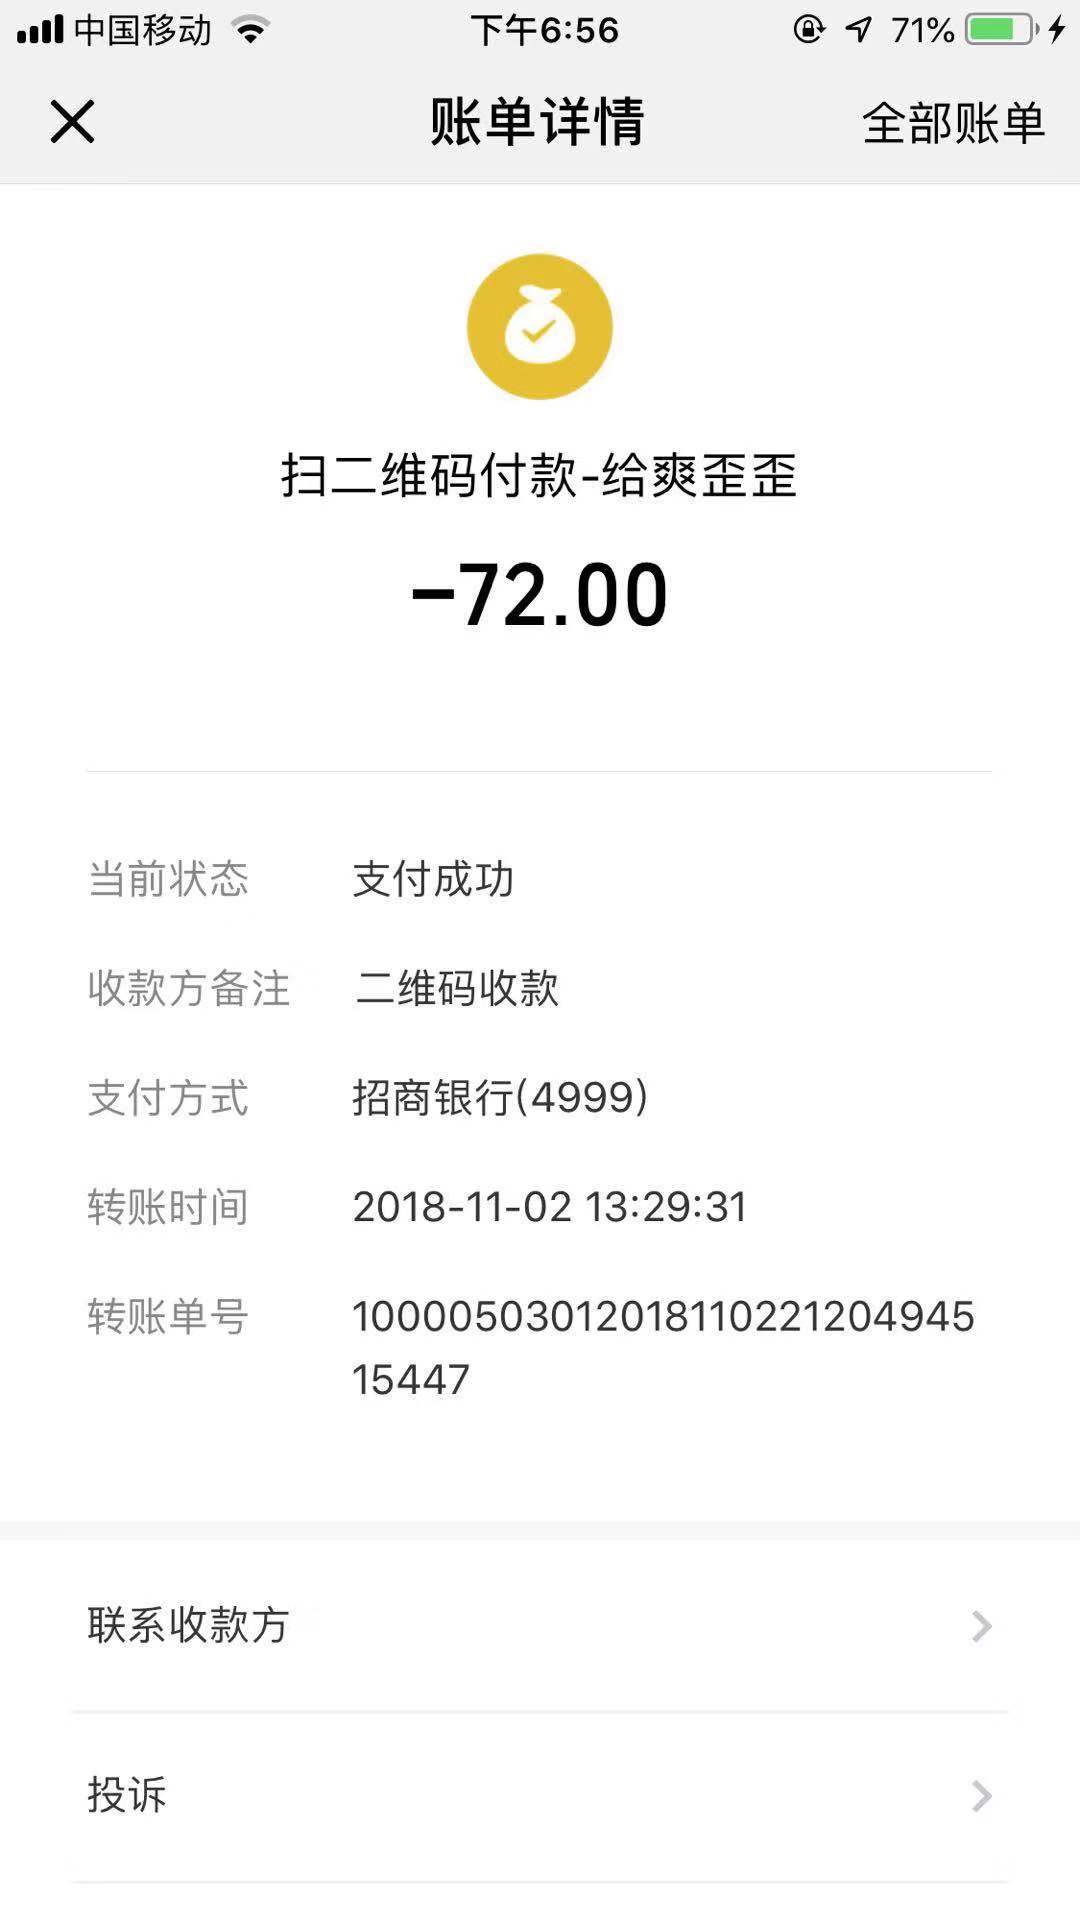 中国移动 下午6:56 71%
账单详情 全部账单
扫二维码付款-给爽歪歪
-72.00
当前状态 支付成功
收款方备注 二维码收款
支付方式 招商银行(4999)
转账时间 2018-11-02 13:29:31
转账单号 10000503012018110221204945
15447
联系收款方
投诉